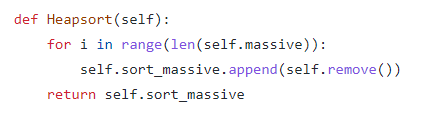 def Heapsort(self):
    for i in range(len(self.massive)):
        self.sort_massive.append(self.remove())
    return self.sort_massive